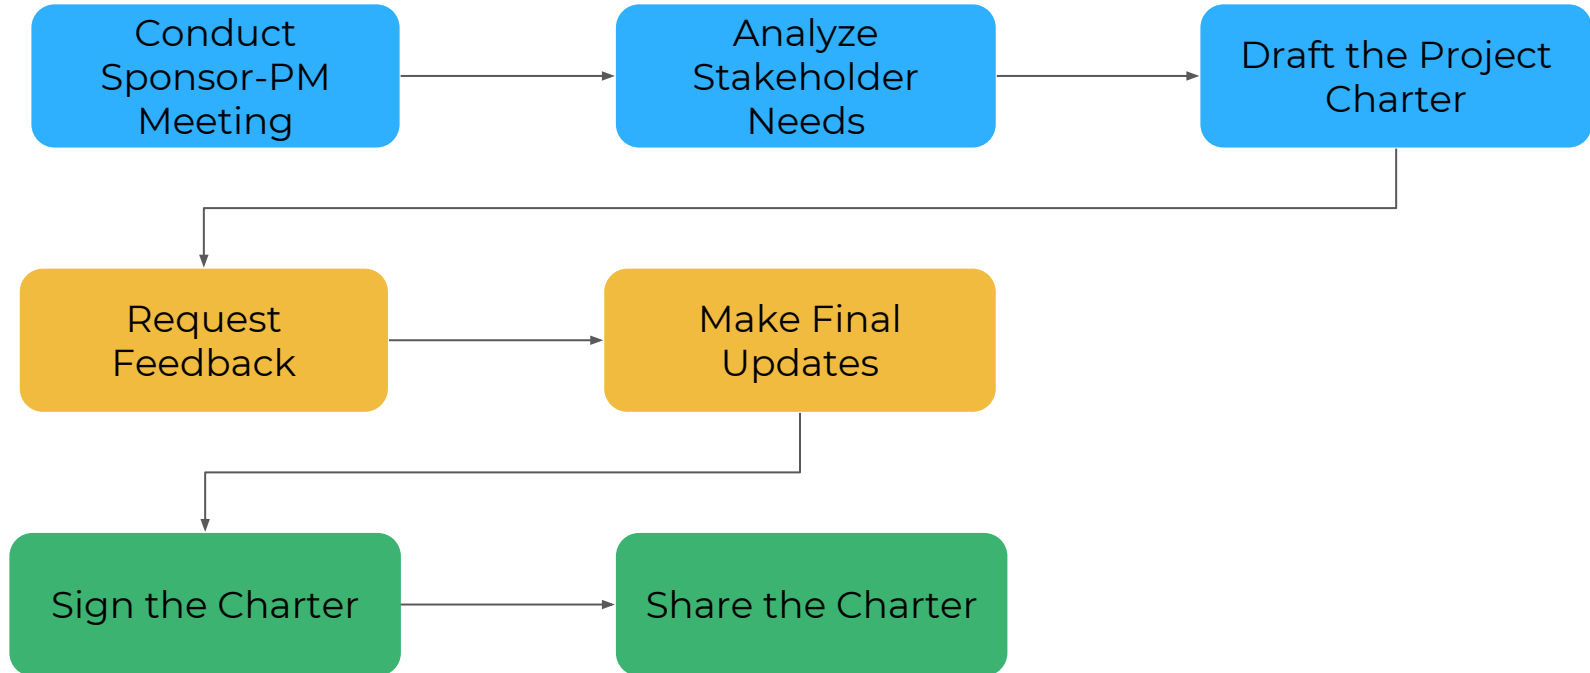 Conduct
Sponsor-PM
Meeting
Analyze
Stakeholder
Needs
Draft the Project
Charter
Request
Feedback
Make Final
Updates
Sign the Charter
Share the Charter